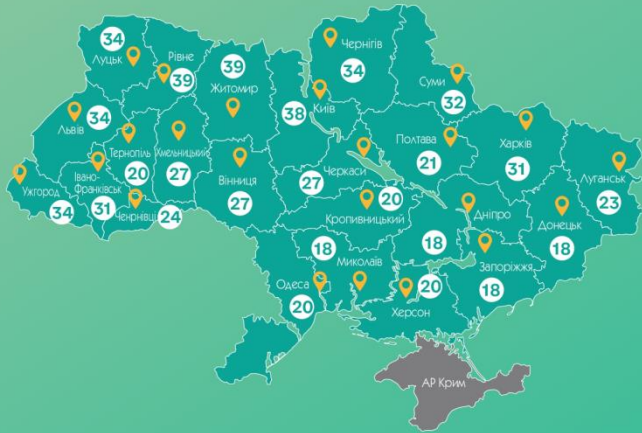 34
Луцьк
Рівне
39
39
Житомир
Чернігів
34
Київ
38
Суми
32
Львів
34
Тернопіль
20
Хмельницький
27
Вінниця
27
Черкаси
27
Полтава
21
Харків
31
Луганськ
23
Ужгород
34
Івано-
Франківськ
31
Чекрнівці
24
20
Кропивницький
Дніпро
18
Донецьк
18
Запоріжжя
18
18
Миколаїв
Одеса
20
20
Херсон
АР Крим